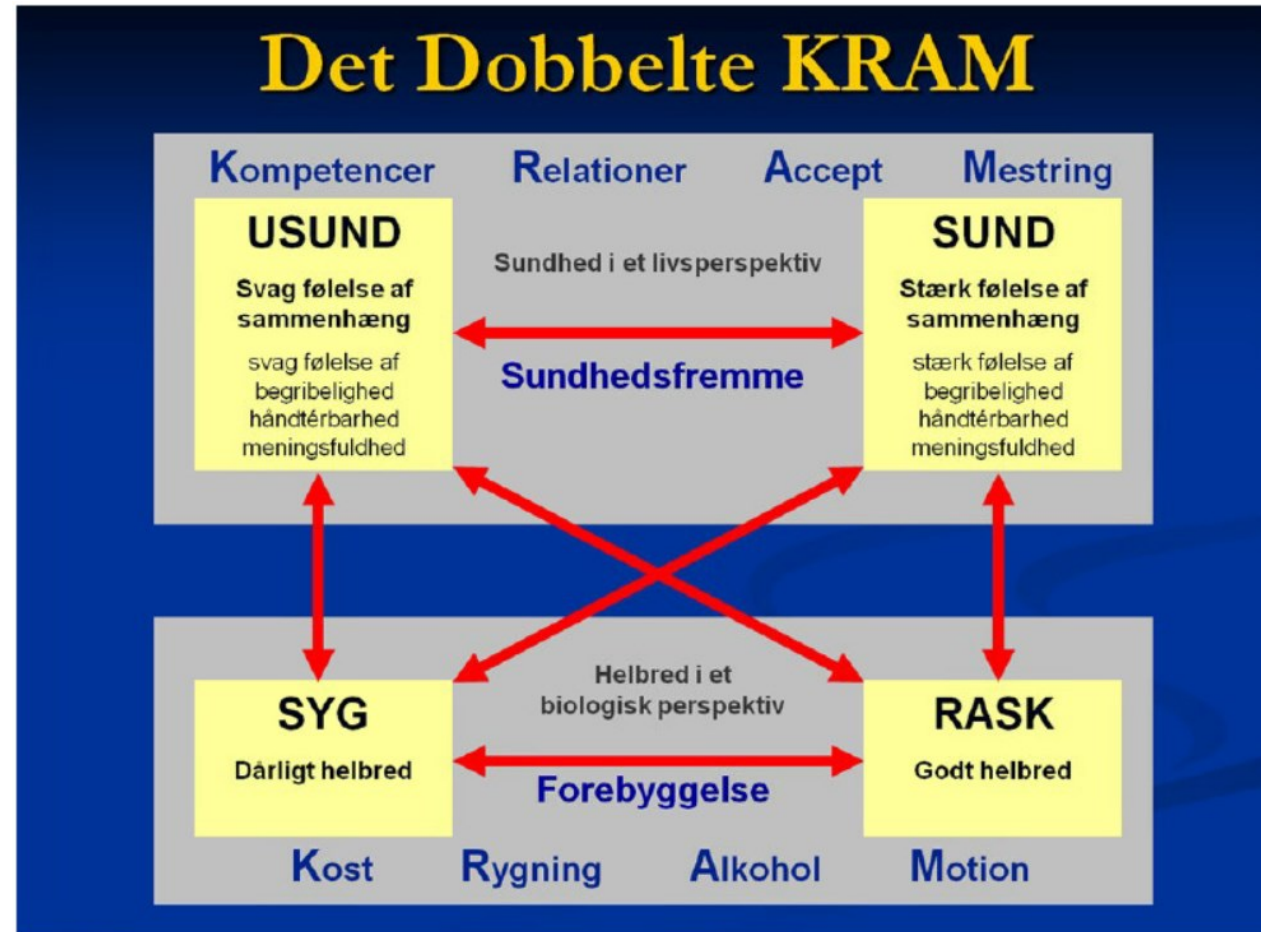 Det Dobbelte KRAM
Kompetencer Relationer Accept Mestring
USUND
Svag følelse af
sammenhæng
svag følelse af
begribelighed
håndtérbarhed
meningsfuldhed
Sundhed i et livsperspektiv
Sundhedsfremme
SUND
Stærk følelse af
sammenhæng
stærk følelse af
begribelighed
håndtérbarhed
meningsfuldhed
SYG
Dårligt helbred
Helbred i et
biologisk perspektiv
Forebyggelse
RASK
Godt helbred
Kost Rygning Alkohol Motion